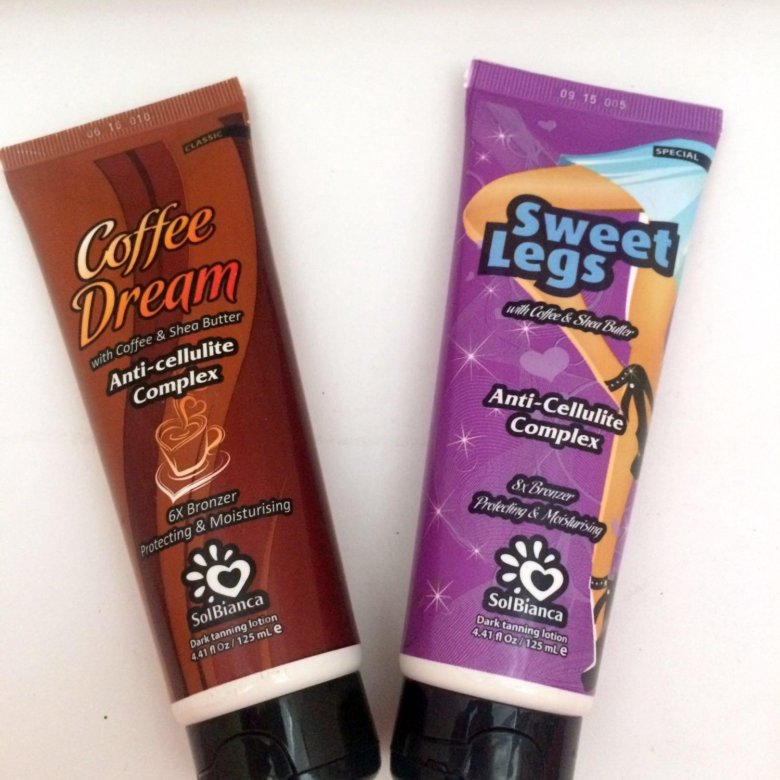 06 16 010
CLASSIC
Coffee
Dream
with Coffee & Shea Butter
Anti-cellulite
Complex
6X Bronzer
Protecting & Moisturising
SolBianca
Dark tanning lotion
4.41 fl Oz / 125 mL e
09 15 005
SPECIAL
Sweet
Legs
with Coffee & Shea Butter
Anti-Cellulite
Complex
8x Bronzer
Protecting & Moisturising
SolBianca
Dark tanning lotion
4.41 fl Oz / 125 mL e